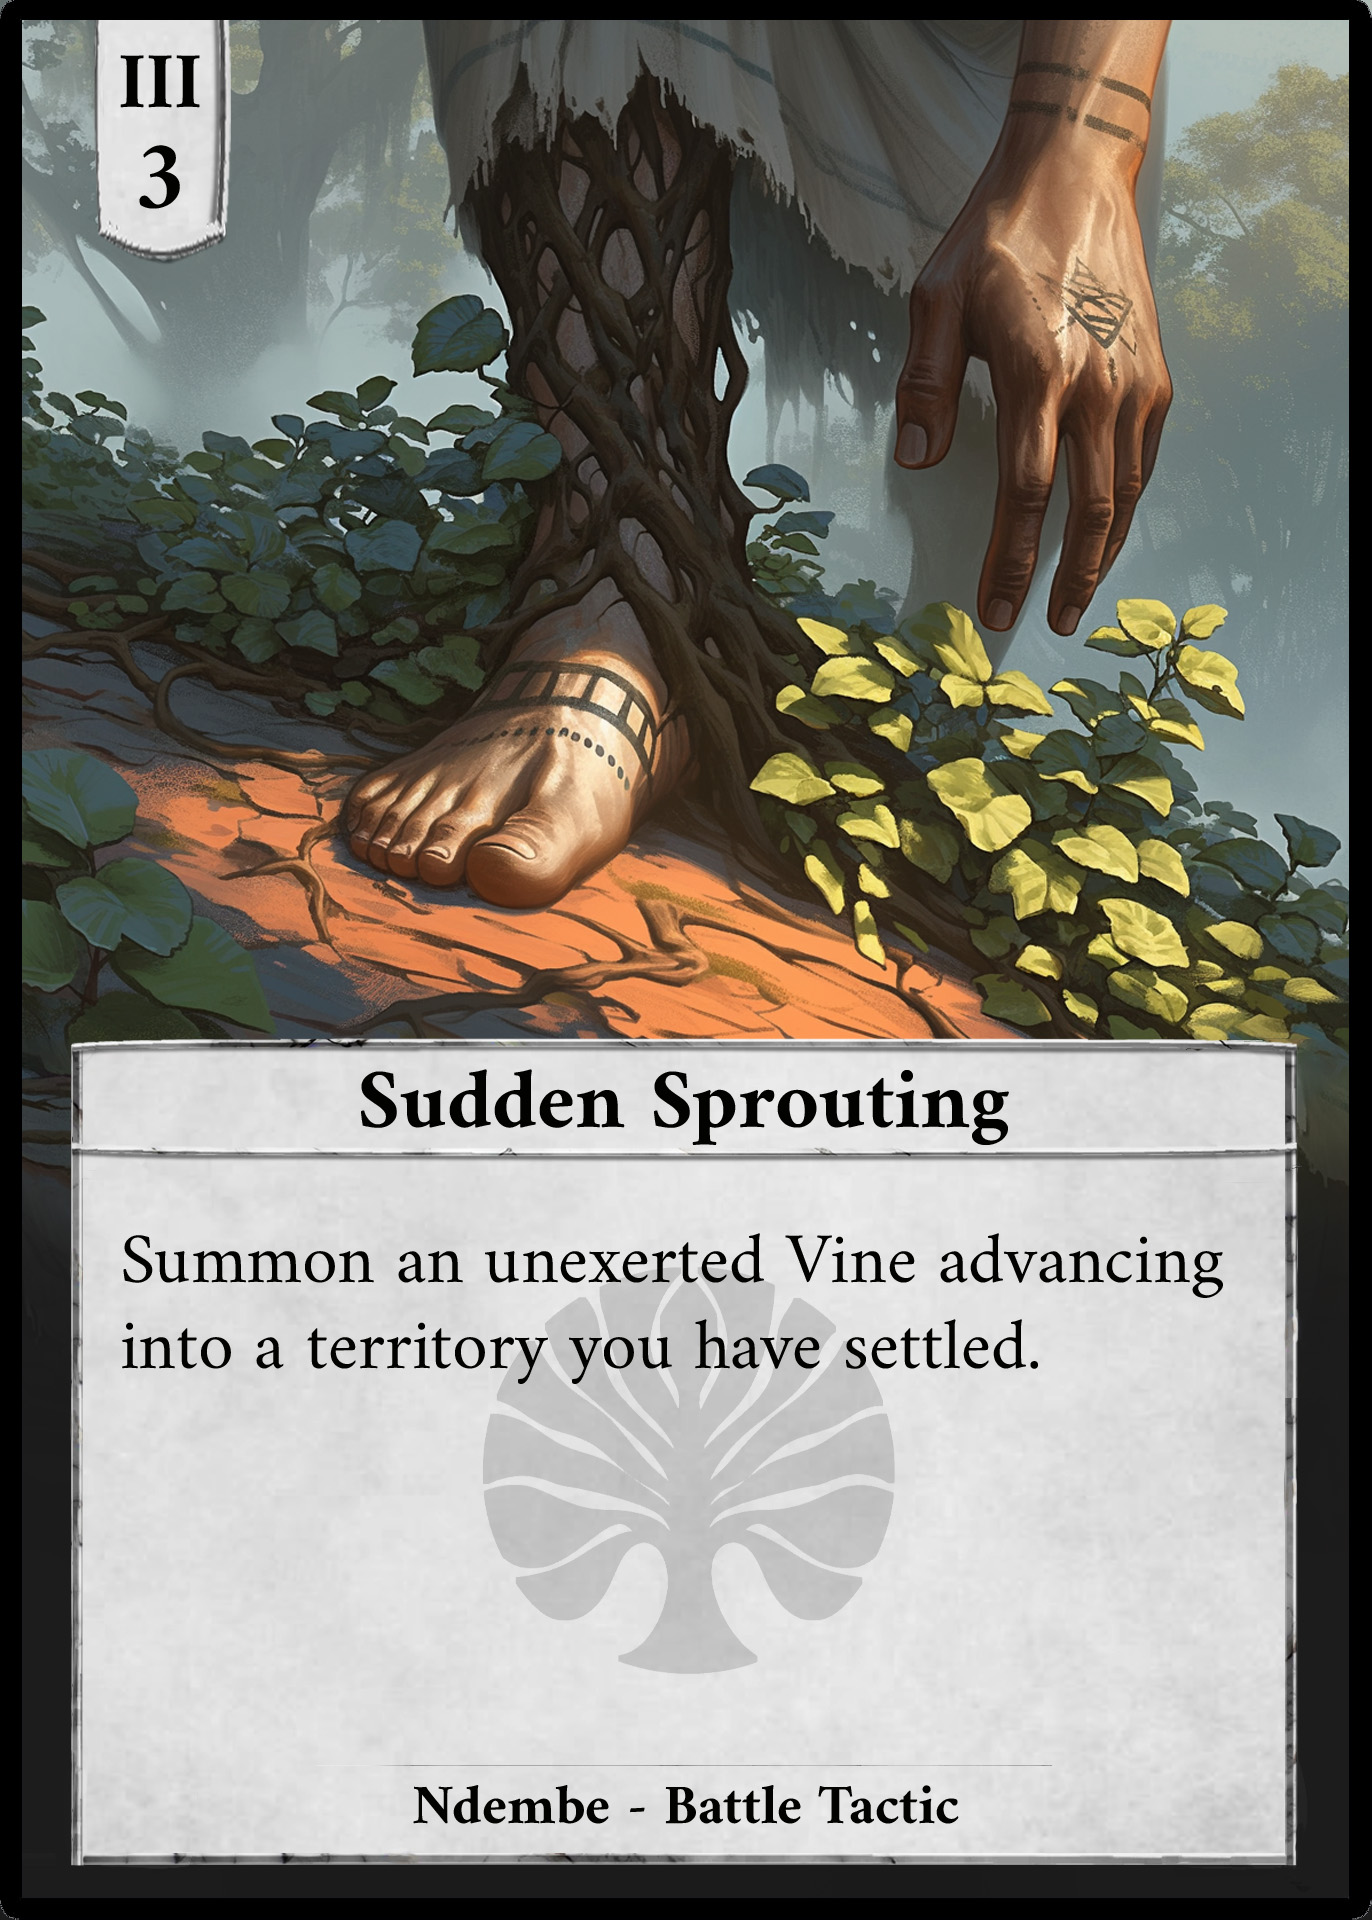 III
3
Sudden Sprouting
Summon an unexerted Vine advancing
into a territory you have settled.
Ndembe - Battle Tactic